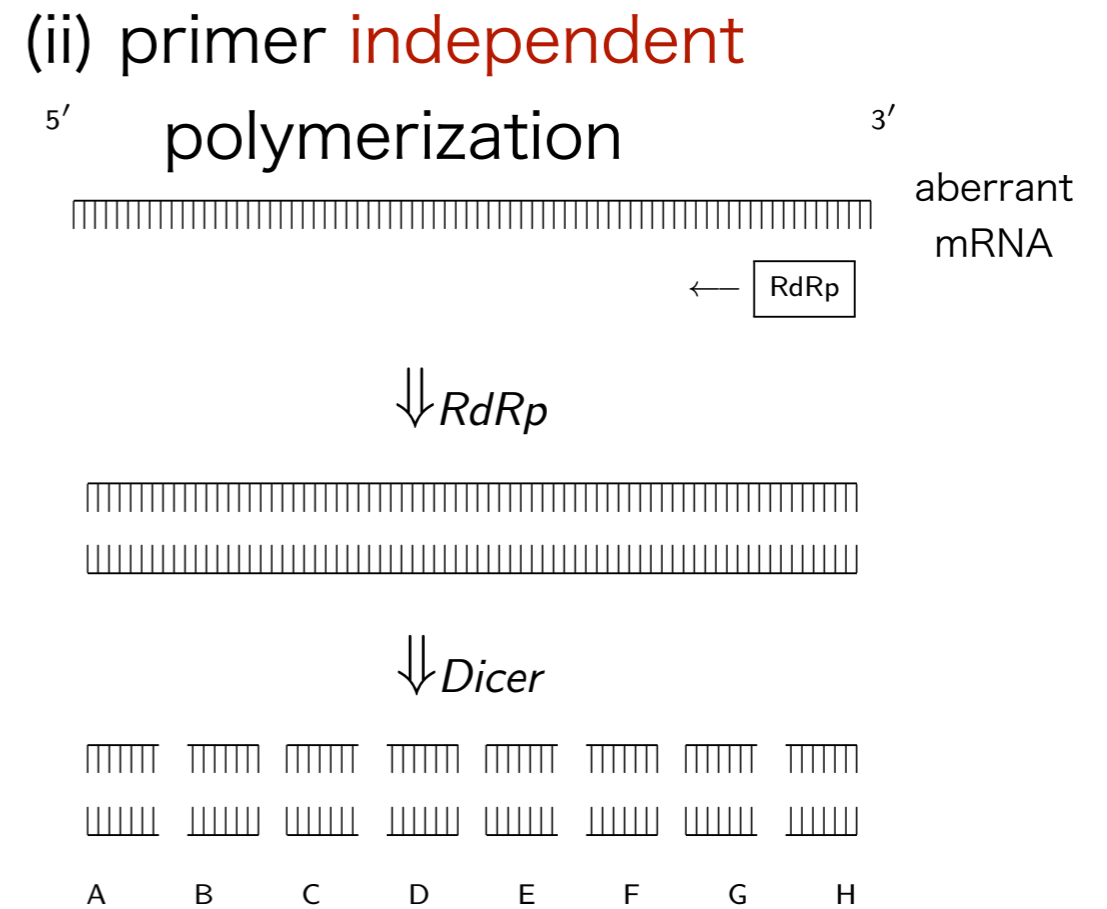 (ii) primer independent
5′ polymerization 3′
aberrant
mRNA
RdRp
RdRp
Dicer
A B C D E F G H